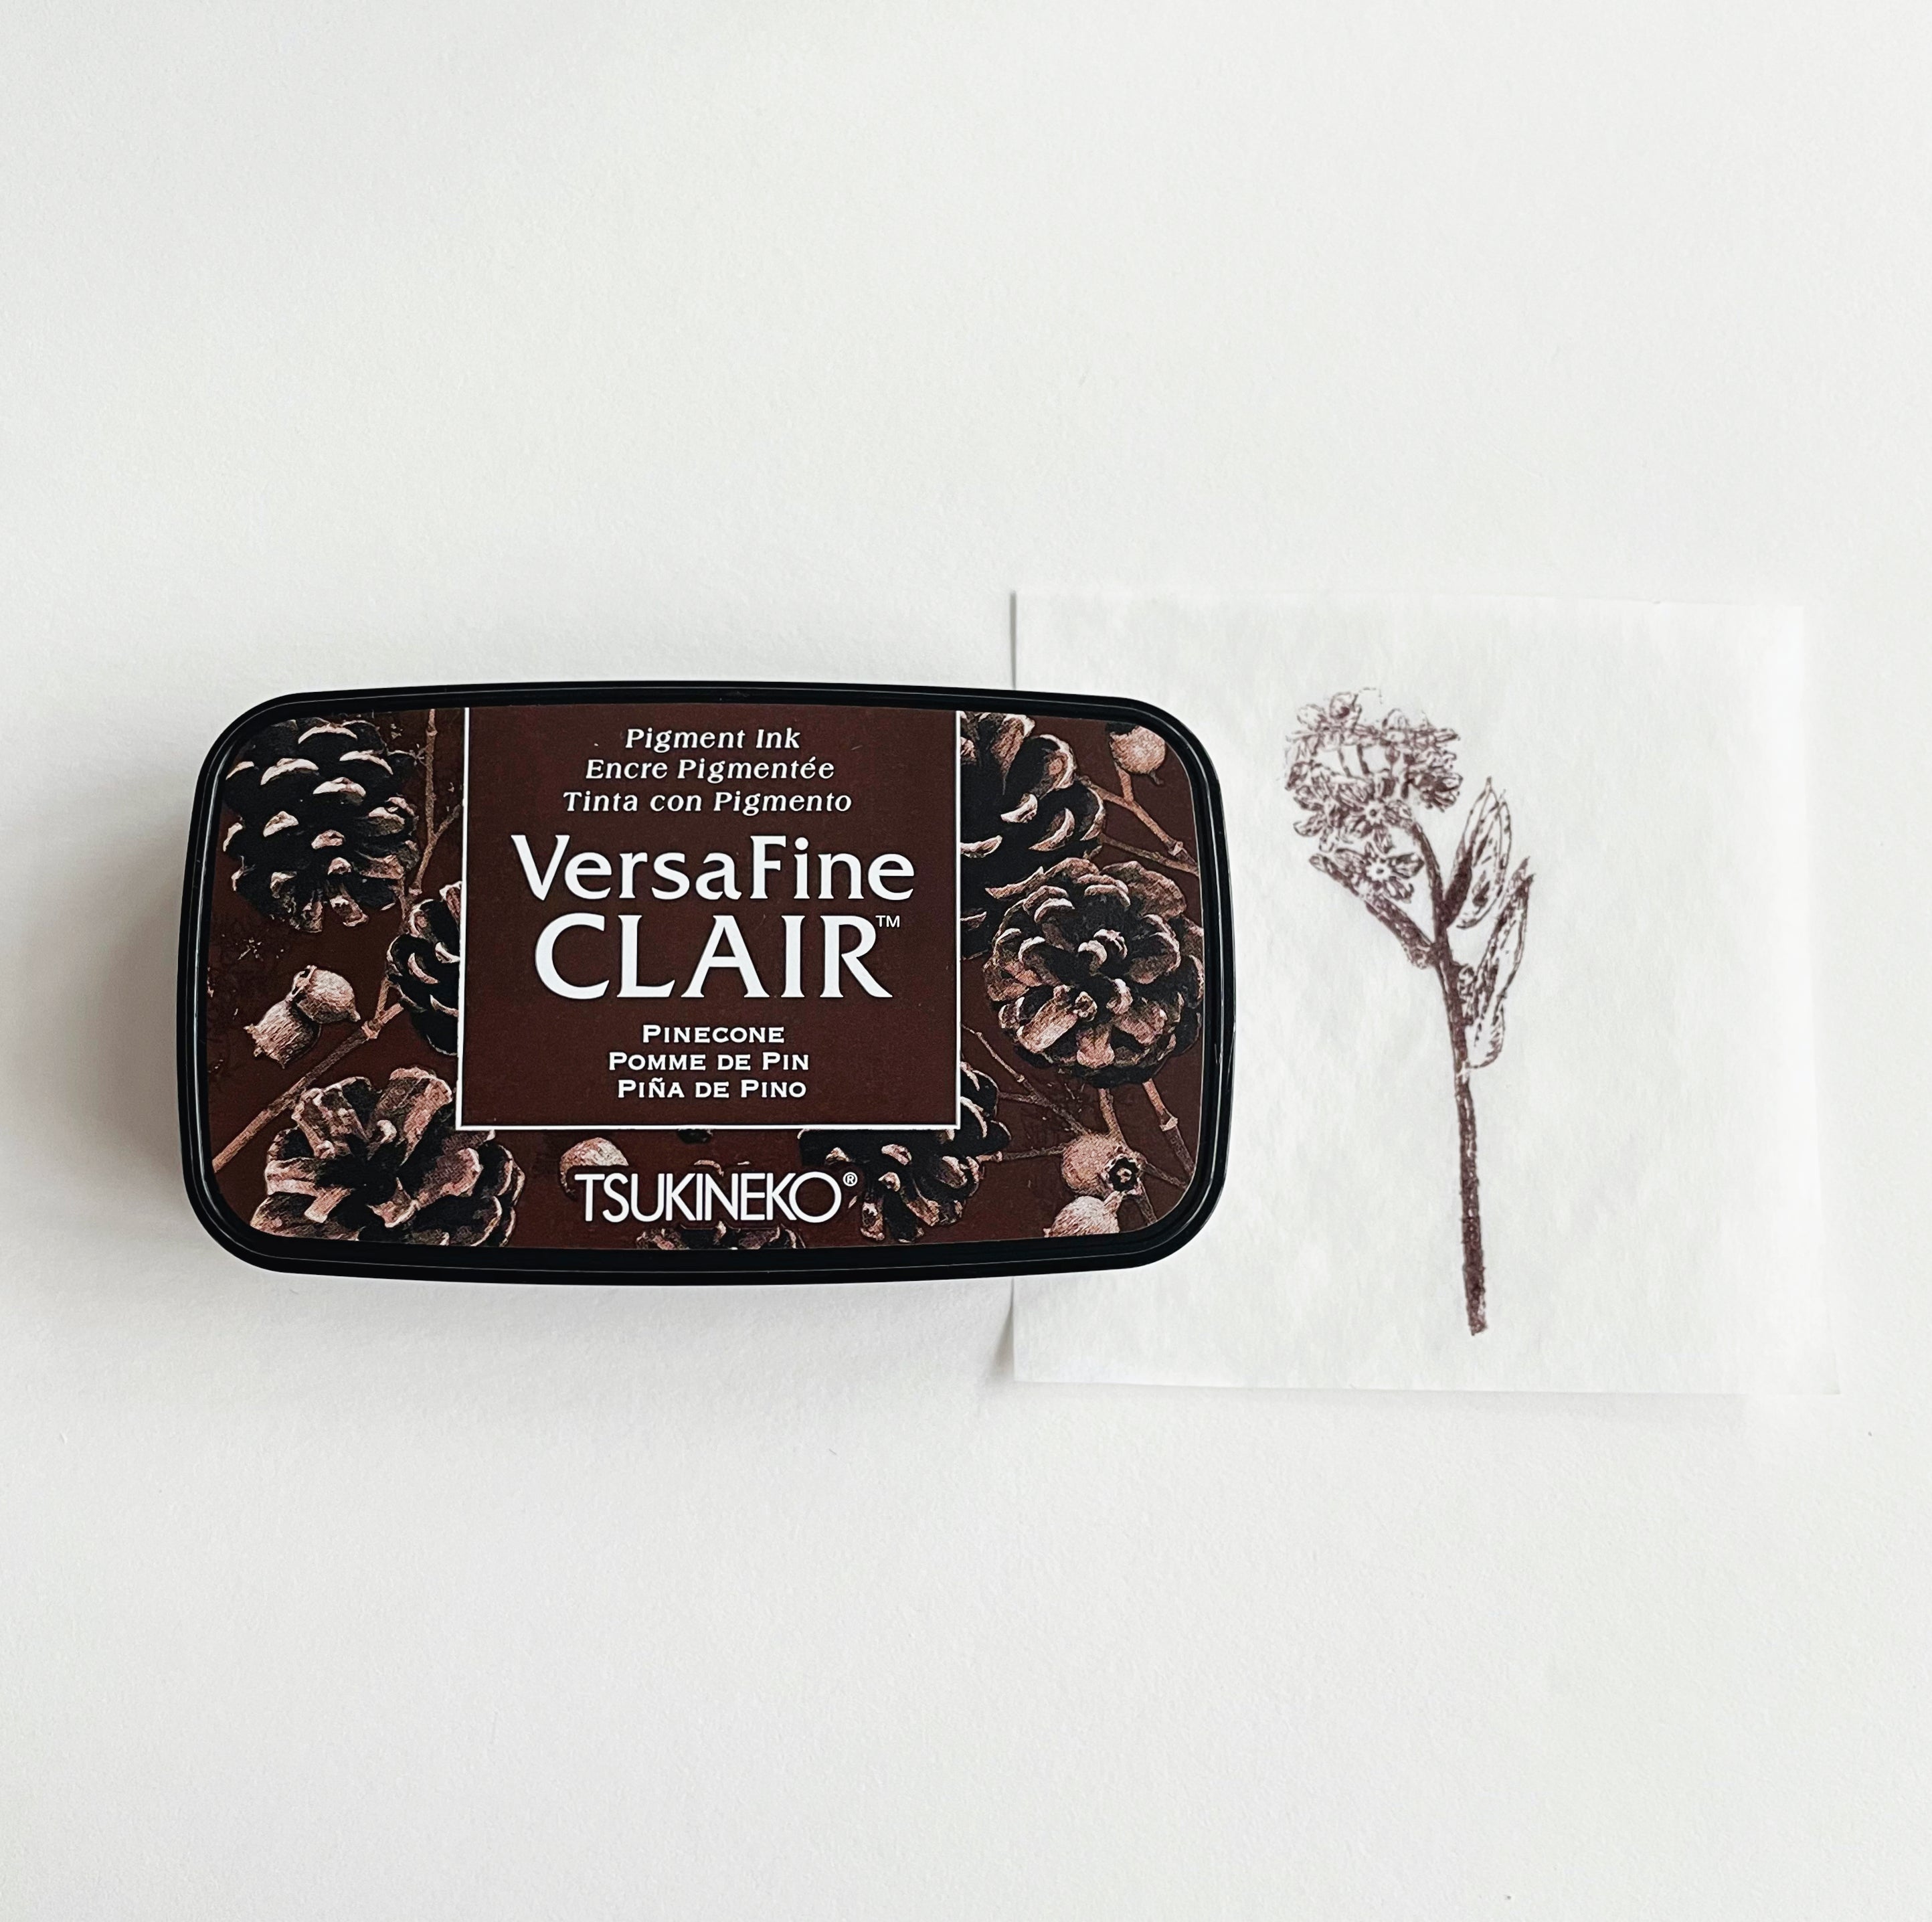 Pigment Ink
Encre Pigmentée
Tinta con Pigmento
VersaFine
CLAIR™
PINECONE
POMME DE PIN
PIÑA DE PINO
TSUKINEKO®